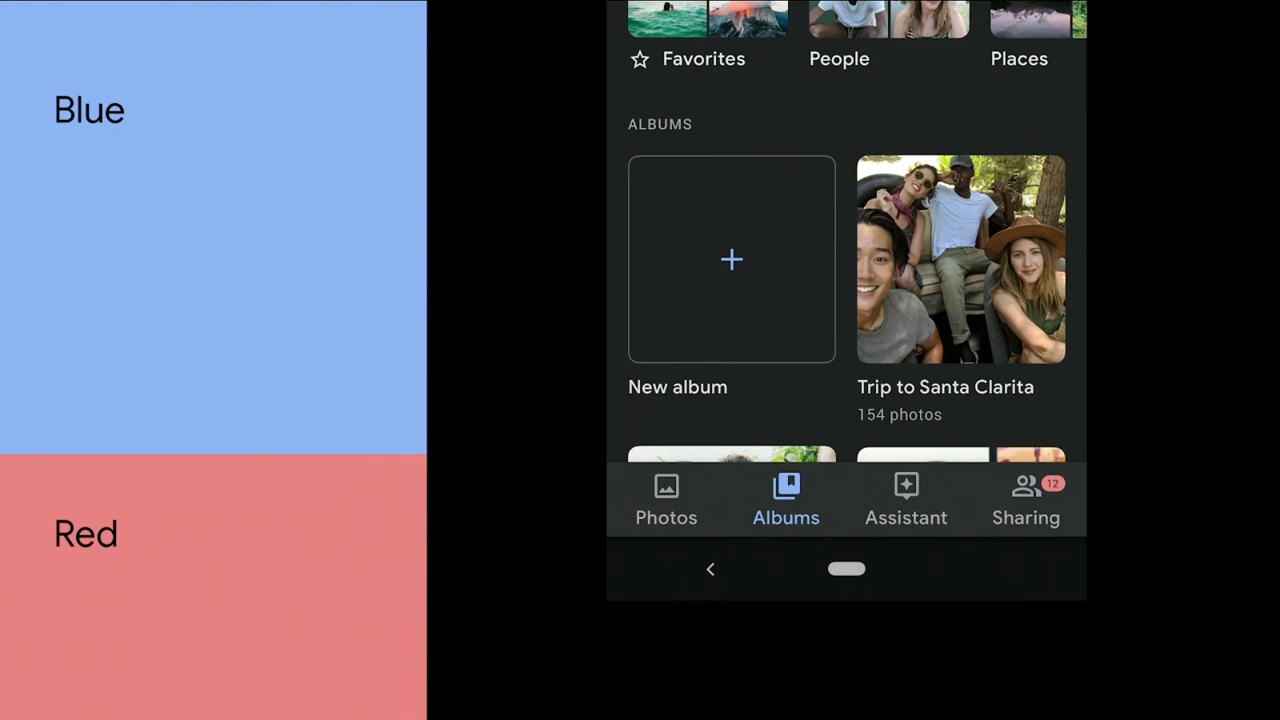 Blue
Red
Favorites
People
Places
ALBUMS
New album
Trip to Santa Clarita
154 photos
Photos
Albums
Assistant
Sharing
12